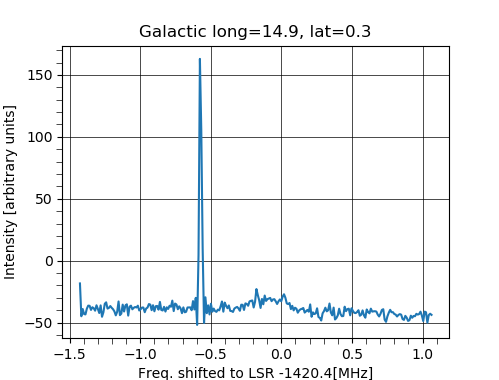 Galactic long=14.9, lat=0.3
Intensity [arbitrary units]
150
100
50
0
−50
−1.5 −1.0 −0.5 0.0 0.5 1.0
Freq. shifted to LSR -1420.4[MHz]